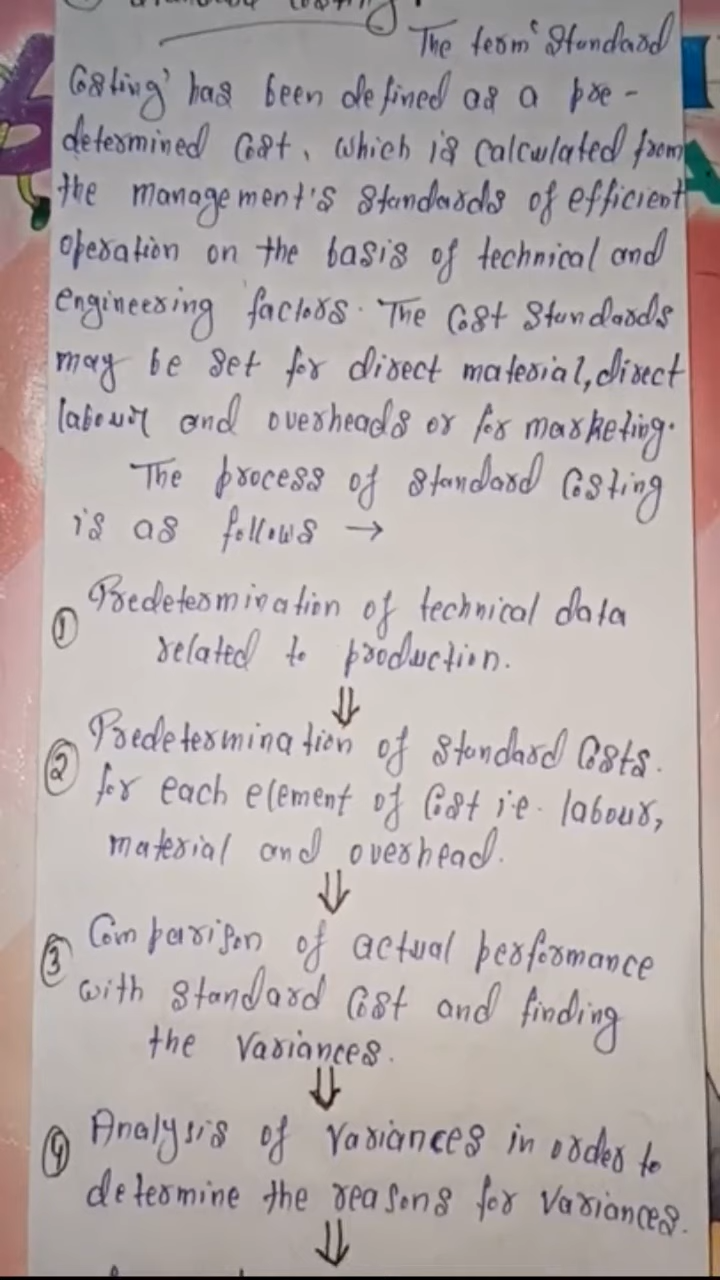 The term 'Standard
Costing' has been defined as a pre-
determined Cost, which is calculated from
the management's standards of efficient
operation on the basis of technical and
engineering factors. The Cost Standards
may be set for direct material, direct
labour and overheads or for marketing.
The process of standard Costing
is as follows →
① Predetermination of technical data
related to production.
⇓
② Predetermination of standard Costs.
for each element of Cost i.e. labour,
material and overhead.
⇓
③ Comparison of actual performance
with standard Cost and finding
the variances.
⇓
④ Analysis of variances in order to
determine the reasons for variances.
⇓